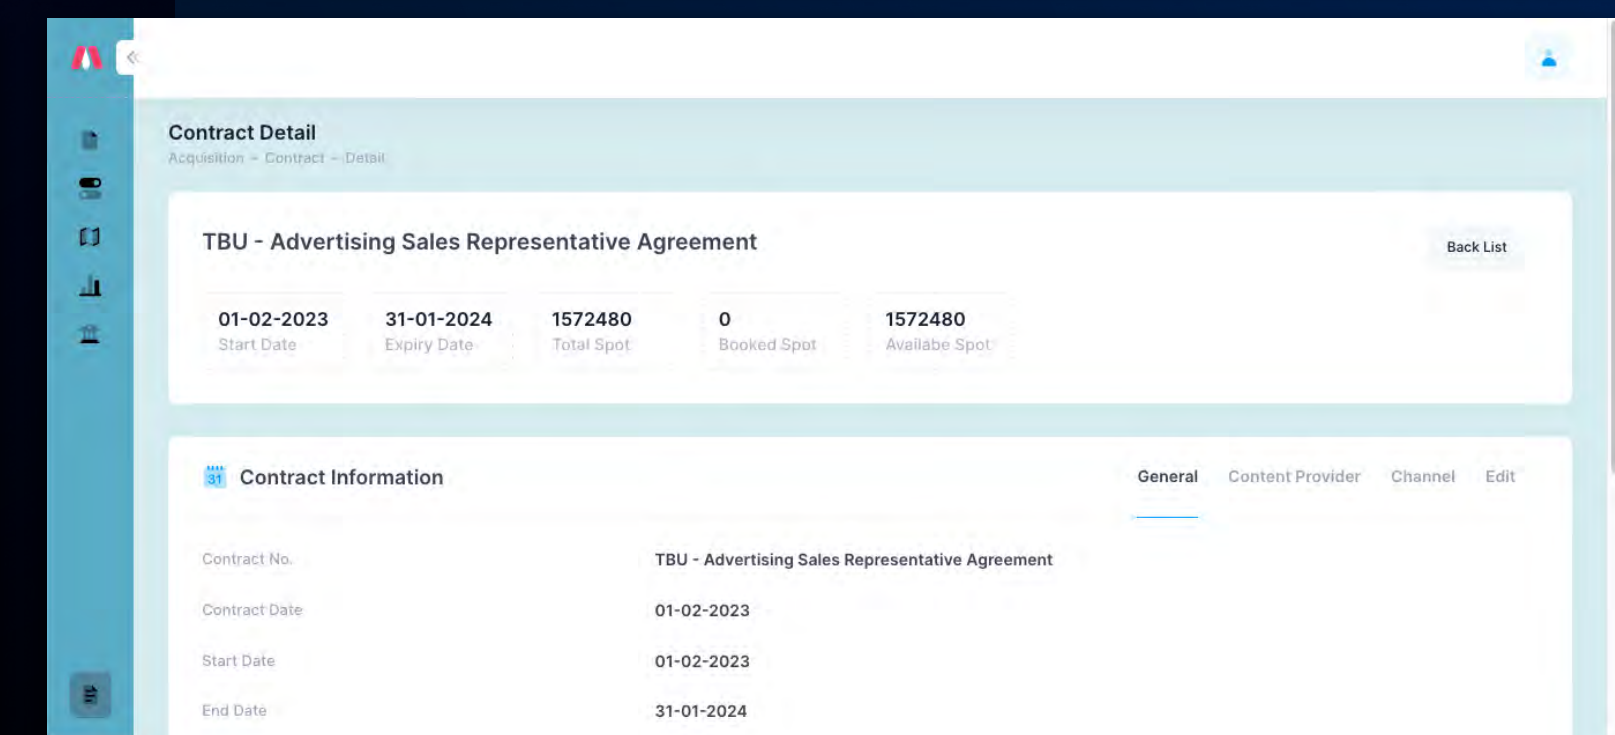 Contract Detail
Acquisition - Contract - Detail
TBU - Advertising Sales Representative Agreement
Back List
01-02-2023 31-01-2024 1572480 0 1572480
Start Date Expiry Date Total Spot Booked Spot Availabe Spot
31 Contract Information General Content Provider Channel Edit
Contract No. TBU - Advertising Sales Representative Agreement
Contract Date 01-02-2023
Start Date 01-02-2023
End Date 31-01-2024